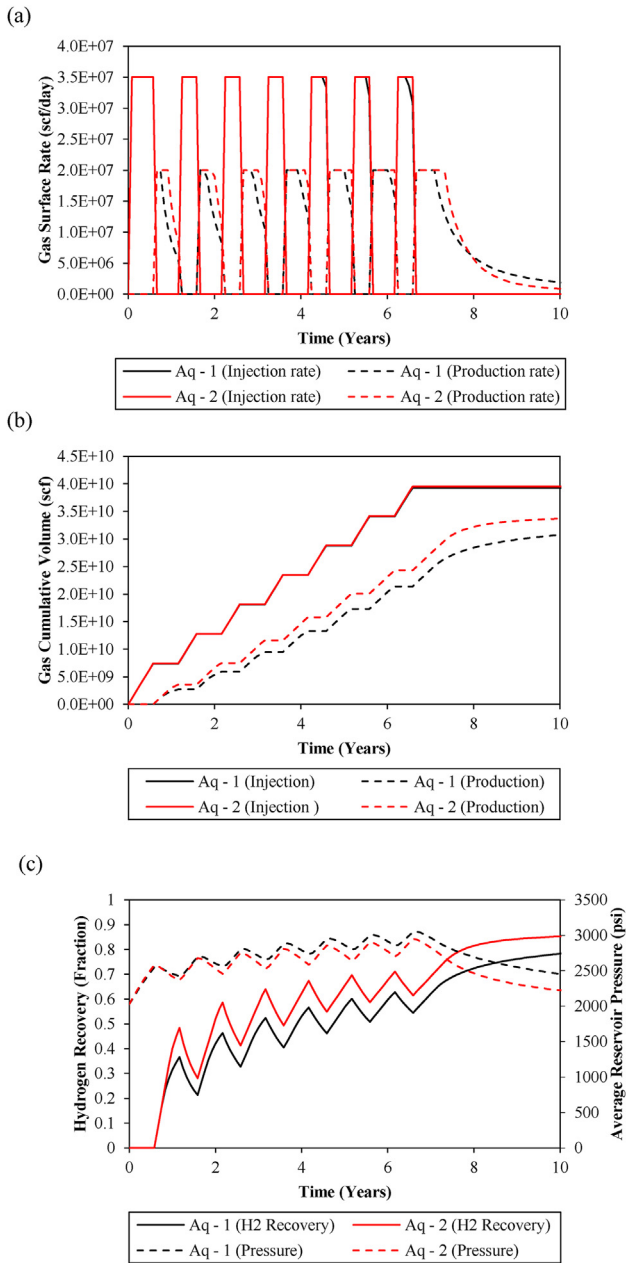 (a)
Gas Surface Rate (scf/day)
4.0E+07
3.5E+07
3.0E+07
2.5E+07
2.0E+07
1.5E+07
1.0E+07
5.0E+06
0.0E+00
0 2 4 6 8 10
Time (Years)
Aq - 1 (Injection rate) Aq - 1 (Production rate)
Aq - 2 (Injection rate) Aq - 2 (Production rate)
(b)
Gas Cumulative Volume (scf)
4.5E+10
4.0E+10
3.5E+10
3.0E+10
2.5E+10
2.0E+10
1.5E+10
1.0E+10
5.0E+09
0.0E+00
0 2 4 6 8 10
Time (Years)
Aq - 1 (Injection) Aq - 1 (Production)
Aq - 2 (Injection ) Aq - 2 (Production)
(c)
Hydrogen Recovery (Fraction)
1
0.9
0.8
0.7
0.6
0.5
0.4
0.3
0.2
0.1
0
3500
3000
2500
2000
1500
1000
500
0
Average Reservoir Pressure (psi)
0 2 4 6 8 10
Time (Years)
Aq - 1 (H2 Recovery) Aq - 2 (H2 Recovery)
Aq - 1 (Pressure) Aq - 2 (Pressure)